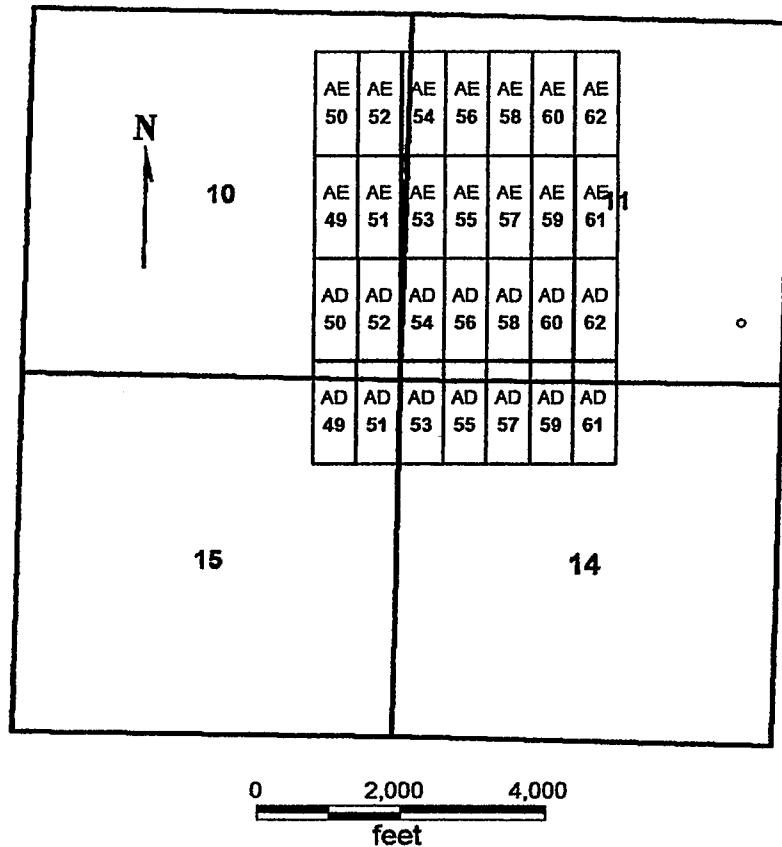 AE AE AE AE AE AE AE
50 52 54 56 58 60 62
N
10
AE AE AE AE AE AE AE
49 51 53 55 57 59 61
11
AD AD AD AD AD AD AD
50 52 54 56 58 60 62
AD AD AD AD AD AD AD
49 51 53 55 57 59 61
15
14
0 2,000 4,000
feet